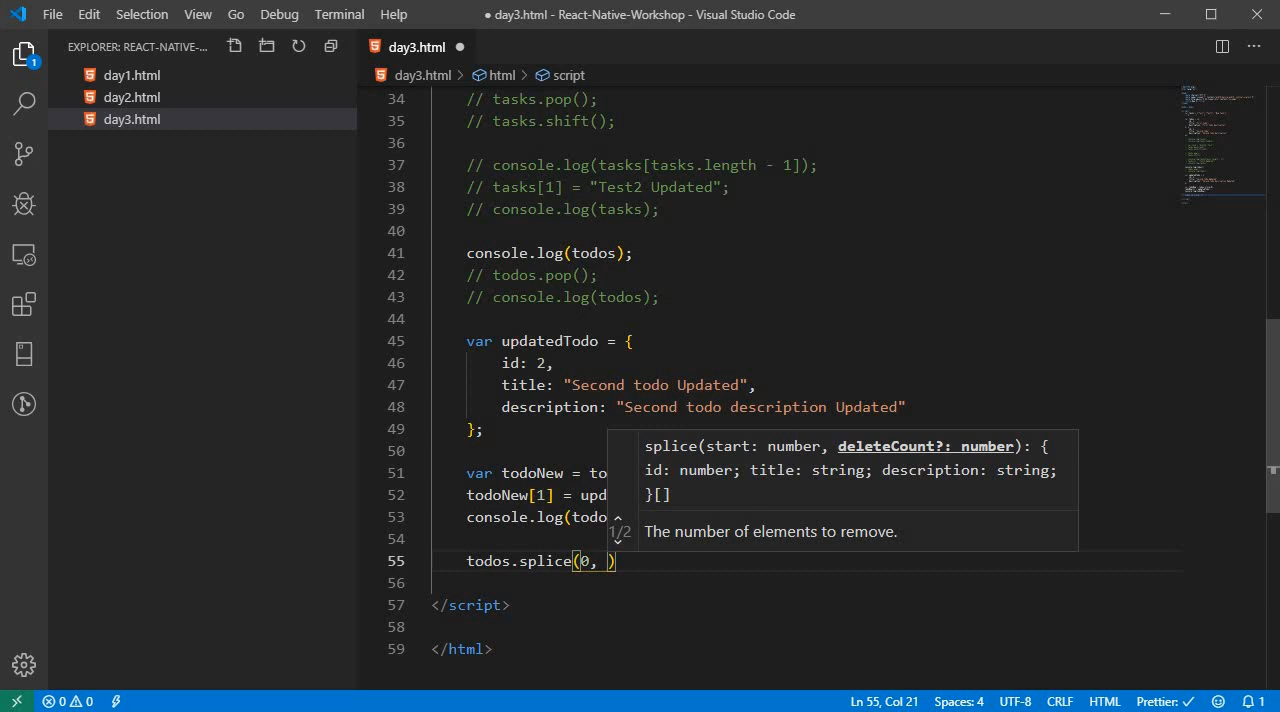 File Edit Selection View Go Debug Terminal Help
● day3.html - React-Native-Workshop - Visual Studio Code
EXPLORER: REACT-NATIVE-...
1
day1.html
day2.html
day3.html
day3.html ●
day3.html > html > script
34 // tasks.pop();
35 // tasks.shift();
36
37 // console.log(tasks[tasks.length - 1]);
38 // tasks[1] = "Test2 Updated";
39 // console.log(tasks);
40
41 console.log(todos);
42 // todos.pop();
43 // console.log(todos);
44
45 var updatedTodo = {
46 id: 2,
47 title: "Second todo Updated",
48 description: "Second todo description Updated"
49 };
50
51 var todoNew = to
52 todoNew[1] = upd
53 console.log(todo
54
55 todos.splice(0, )
56
57 </script>
58
59 </html>
splice(start: number, deleteCount?: number): {
id: number; title: string; description: string;
}[]
1/2
The number of elements to remove.
0 0 Ln 55, Col 21 Spaces: 4 UTF-8 CRLF HTML Prettier: ✓ 1